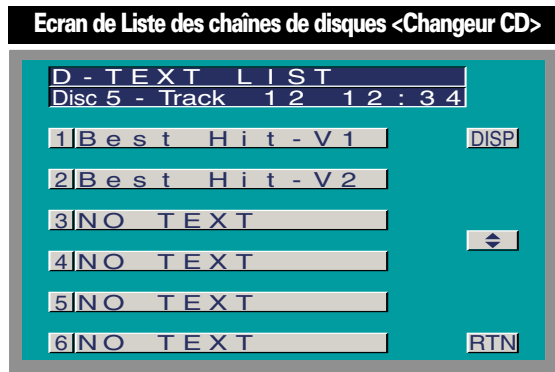 Ecran de Liste des chaînes de disques <Changeur CD>
D-TEXT LIST
Disc 5 - Track 12 12:34
1 Best Hit-V1
DISP
2 Best Hit-V2
3 NO TEXT
4 NO TEXT
5 NO TEXT
6 NO TEXT
RTN